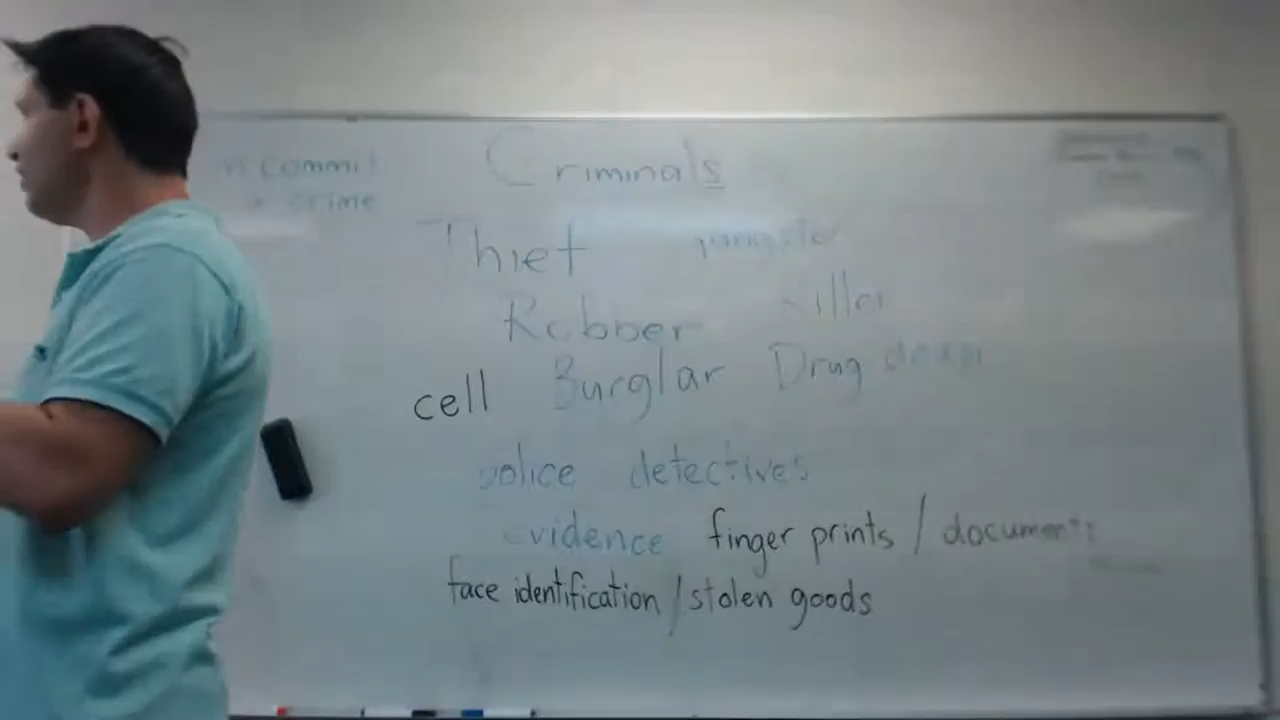 commit
Criminals
crime
Thief gangster
Killer
Robber
cell Burglar Drug dealer
police detectives
evidence finger prints / documents
face identification / stolen goods